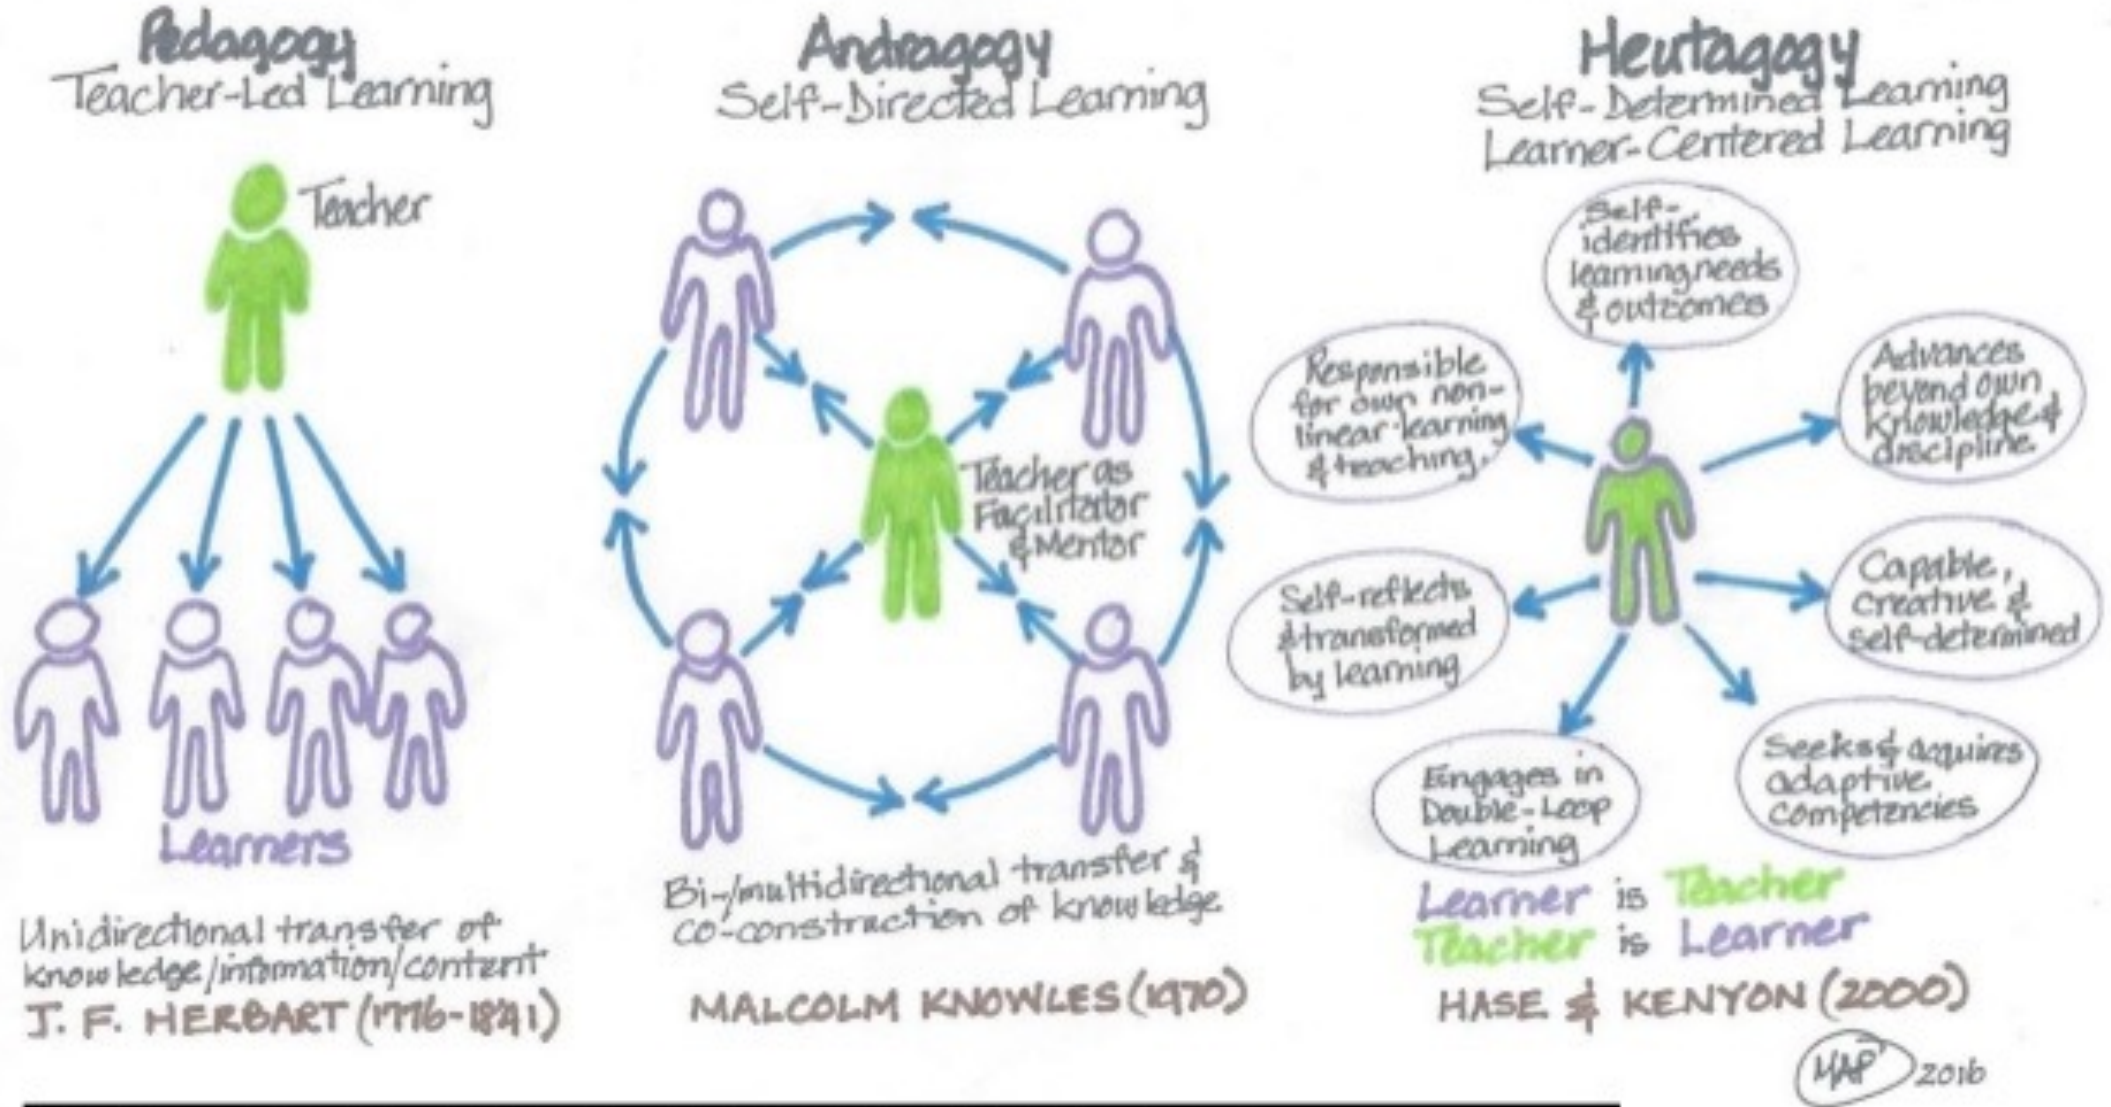 Pedagogy
Teacher-Led Learning
Teacher
Learners
Unidirectional transfer of
knowledge/information/content
J. F. HERBART (1776-1841)
Andragogy
Self-Directed Learning
Teacher as
Facilitator
& Mentor
Bi-/multidirectional transfer &
co-construction of knowledge
MALCOLM KNOWLES (1970)
Heutagogy
Self-Determined Learning
Learner-Centered Learning
Self-
identifies
learning needs
& outcomes
Responsible
for own non-
linear learning
& teaching.
Advances
beyond own
knowledge &
discipline.
Self-reflects
& transformed
by learning
Capable,
creative &
self-determined
Engages in
Double-Loop
Learning
Seeks & acquires
adaptive
competencies
Learner is Teacher
Teacher is Learner
HASE & KENYON (2000)
MAP 2016